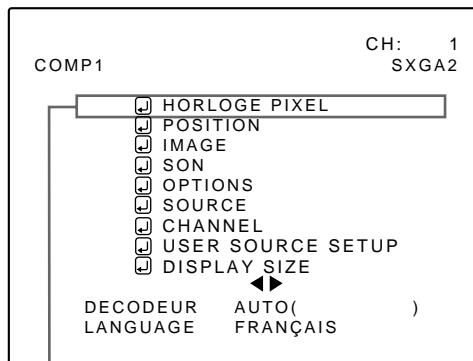 CH: 1
COMP1 SXGA2
HORLOGE PIXEL
POSITION
IMAGE
SON
OPTIONS
SOURCE
CHANNEL
USER SOURCE SETUP
DISPLAY SIZE
DECODEUR AUTO( )
LANGUAGE FRANÇAIS